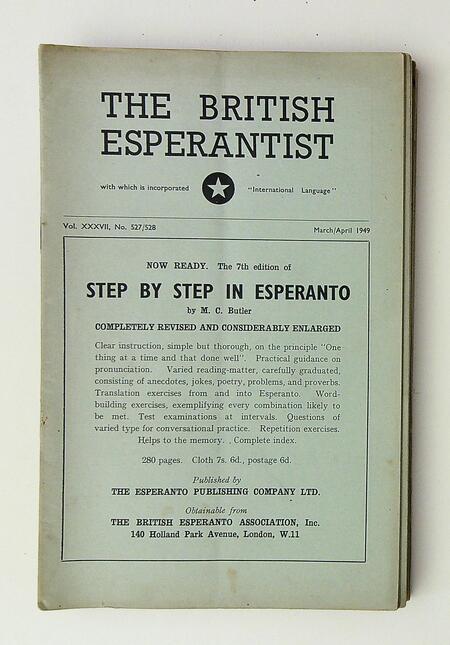 THE BRITISH
ESPERANTIST
with which is incorporated "International Language"
Vol. XXXVII, No. 527/528 March/April 1949
NOW READY. The 7th edition of
STEP BY STEP IN ESPERANTO
by M. C. Butler
COMPLETELY REVISED AND CONSIDERABLY ENLARGED
Clear instruction, simple but thorough, on the principle "One
thing at a time and that done well". Practical guidance on
pronunciation. Varied reading-matter, carefully graduated,
consisting of anecdotes, jokes, poetry, problems, and proverbs.
Translation exercises from and into Esperanto. Word-
building exercises, exemplifying every combination likely to
be met. Test examinations at intervals. Questions of
varied type for conversational practice. Repetition exercises.
Helps to the memory. Complete index.
280 pages. Cloth 7s. 6d., postage 6d.
Published by
THE ESPERANTO PUBLISHING COMPANY LTD.
Obtainable from
THE BRITISH ESPERANTO ASSOCIATION, Inc.
140 Holland Park Avenue, London, W.11